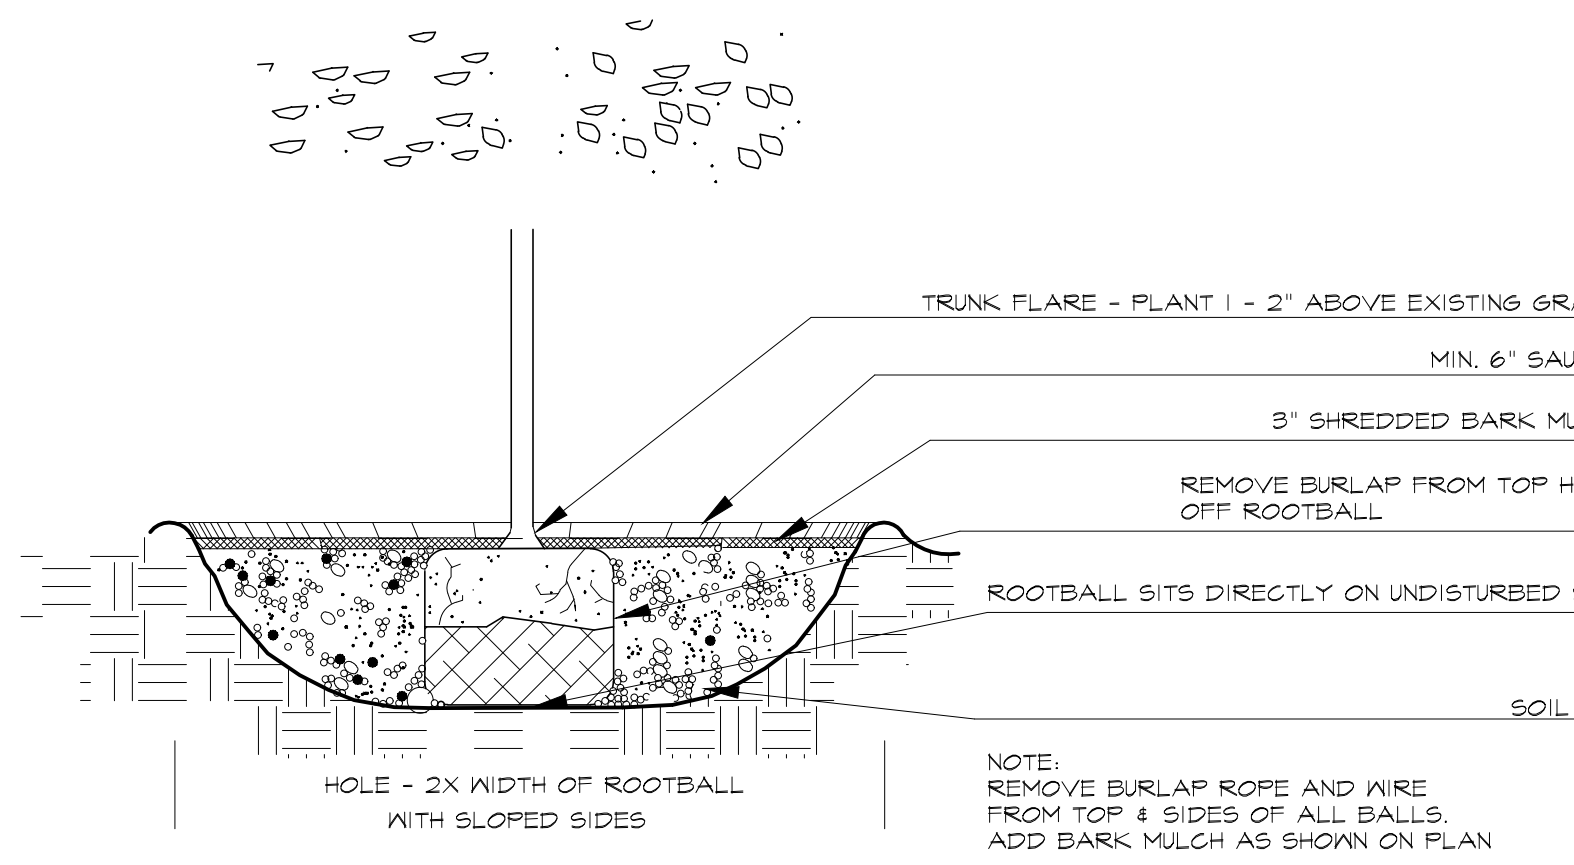 TRUNK FLARE - PLANT 1 - 2" ABOVE EXISTING
MIN. 6"
3" SHREDDED BARK
REMOVE BURLAP FROM TOP
OFF ROOTBALL
ROOTBALL SITS DIRECTLY ON UNDISTURBED
SOIL
HOLE - 2X WIDTH OF ROOTBALL
WITH SLOPED SIDES
NOTE:
REMOVE BURLAP ROPE AND WIRE
FROM TOP & SIDES OF ALL BALLS.
ADD BARK MULCH AS SHOWN ON PLAN